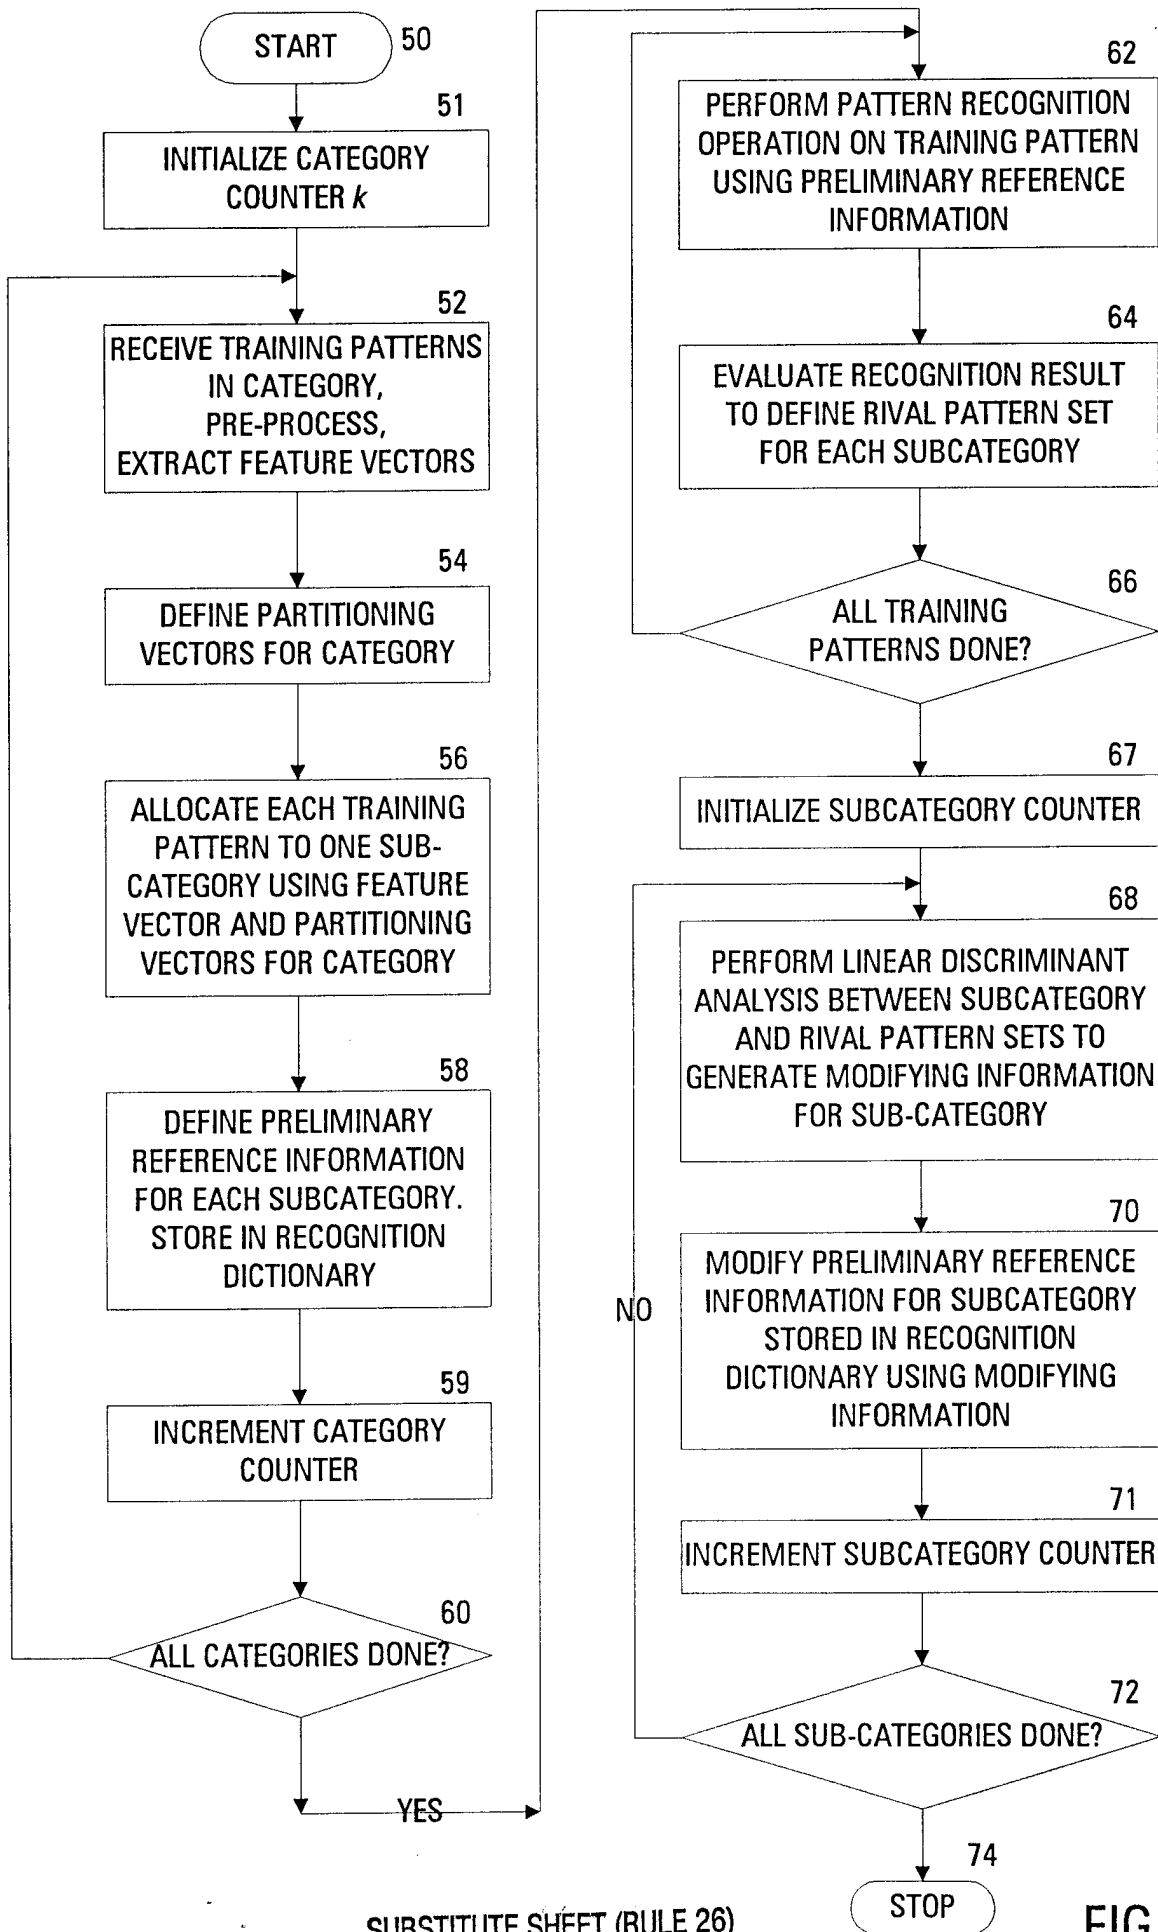 START
50
51
INITIALIZE CATEGORY
COUNTER k
52
RECEIVE TRAINING PATTERNS
IN CATEGORY,
PRE-PROCESS,
EXTRACT FEATURE VECTORS
54
DEFINE PARTITIONING
VECTORS FOR CATEGORY
56
ALLOCATE EACH TRAINING
PATTERN TO ONE SUB-
CATEGORY USING FEATURE
VECTOR AND PARTITIONING
VECTORS FOR CATEGORY
58
DEFINE PRELIMINARY
REFERENCE INFORMATION
FOR EACH SUBCATEGORY.
STORE IN RECOGNITION
DICTIONARY
59
INCREMENT CATEGORY
COUNTER
60
ALL CATEGORIES DONE?
YES
62
PERFORM PATTERN RECOGNITION
OPERATION ON TRAINING PATTERN
USING PRELIMINARY REFERENCE
INFORMATION
64
EVALUATE RECOGNITION RESULT
TO DEFINE RIVAL PATTERN SET
FOR EACH SUBCATEGORY
66
ALL TRAINING
PATTERNS DONE?
67
INITIALIZE SUBCATEGORY COUNTER
68
PERFORM LINEAR DISCRIMINANT
ANALYSIS BETWEEN SUBCATEGORY
AND RIVAL PATTERN SETS TO
GENERATE MODIFYING INFORMATION
FOR SUB-CATEGORY
70
MODIFY PRELIMINARY REFERENCE
INFORMATION FOR SUBCATEGORY
STORED IN RECOGNITION
DICTIONARY USING MODIFYING
INFORMATION
NO
71
INCREMENT SUBCATEGORY COUNTER
72
ALL SUB-CATEGORIES DONE?
74
STOP
SUBSTITUTE SHEET (RULE 26)
FIG